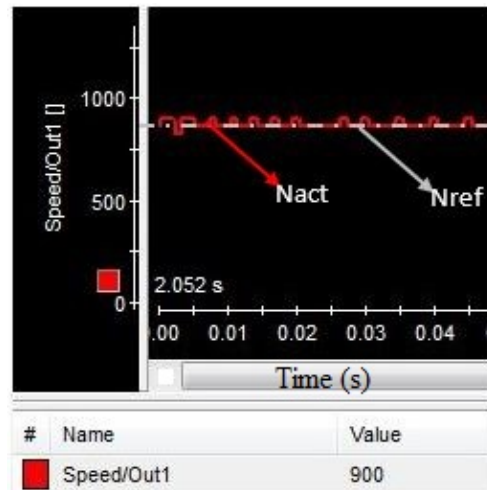 Speed/Out1 []
1000
500
0
Nact
Nref
2.052 s
.00 0.01 0.02 0.03 0.04
Time (s)
# Name Value
Speed/Out1 900